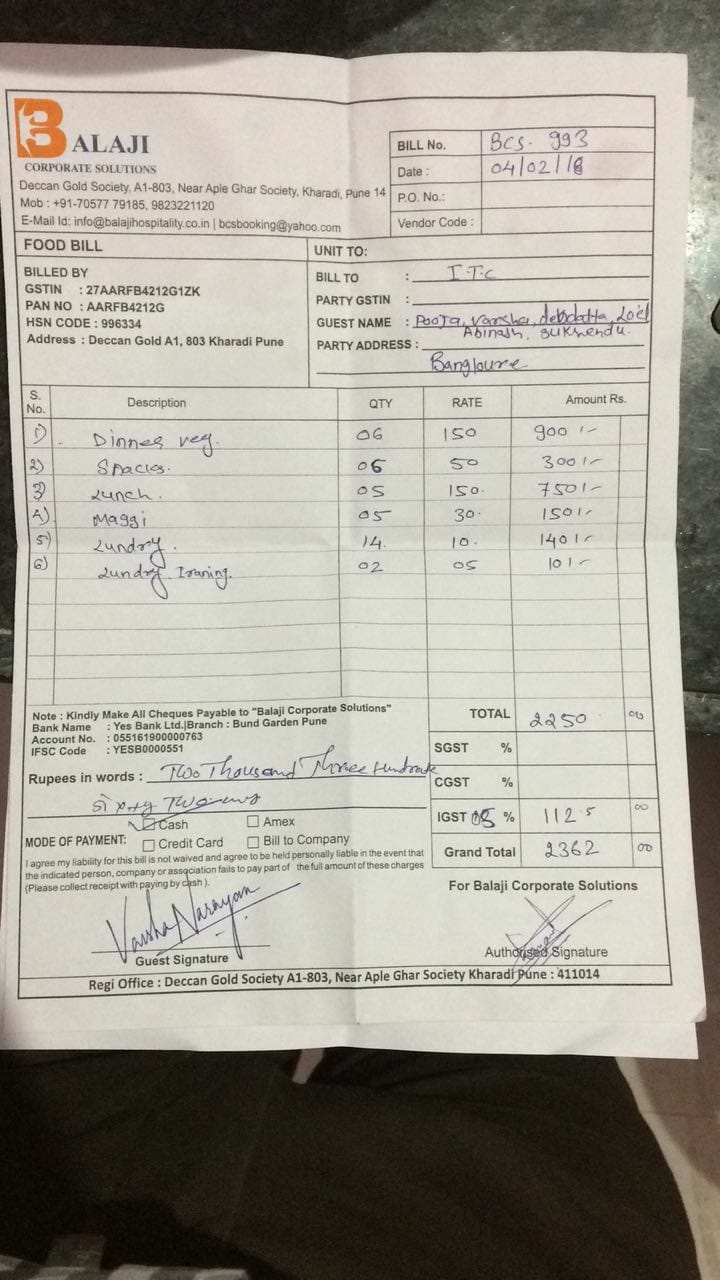 BALAJI
CORPORATE SOLUTIONS
Deccan Gold Society, A1-803, Near Aple Ghar Society, Kharadi, Pune 14
Mob : +91-70577 79185, 9823221120
E-Mail Id: info@balajihospitality.co.in | bcsbooking@yahoo.com
BILL No. BCS- 993
Date : 04/02/18
P.O. No.:
Vendor Code :
FOOD BILL
BILLED BY
GSTIN : 27AARFB4212G1ZK
PAN NO : AARFB4212G
HSN CODE : 996334
Address : Deccan Gold A1, 803 Kharadi Pune
UNIT TO:
BILL TO : I.T.C
PARTY GSTIN :
GUEST NAME : Pooja, Varsha, debdatta,
Abinash, Sukhendu.
PARTY ADDRESS :
Bangloure
S. No. Description QTY RATE Amount Rs.
1) Dinner veg. 06 150 900/-
2) Snacks. 06 50 300/-
3) Lunch. 05 150. 750/-
4) Maggi 05 30. 150/-
5) Lundry. 14. 10. 140/-
6) Lundry Iraning. 02 05 10/-
Note : Kindly Make All Cheques Payable to "Balaji Corporate Solutions"
Bank Name : Yes Bank Ltd.|Branch : Bund Garden Pune
Account No. : 055161900000763
IFSC Code : YESB0000551
Rupees in words : Two Thousand Three Hundrade
Sixty Two
TOTAL 2250 00
SGST %
CGST %
IGST 05 % 112.5 00
Grand Total 2362 00
Cash Amex
MODE OF PAYMENT: Credit Card Bill to Company
I agree my liability for this bill is not waived and agree to be held personally liable in the event that
the indicated person, company or association fails to pay part of the full amount of these charges
(Please collect receipt with paying by cash ).
Varsha Narayan
Guest Signature
For Balaji Corporate Solutions
Authorised Signature
Regi Office : Deccan Gold Society A1-803, Near Aple Ghar Society Kharadi Pune : 411014